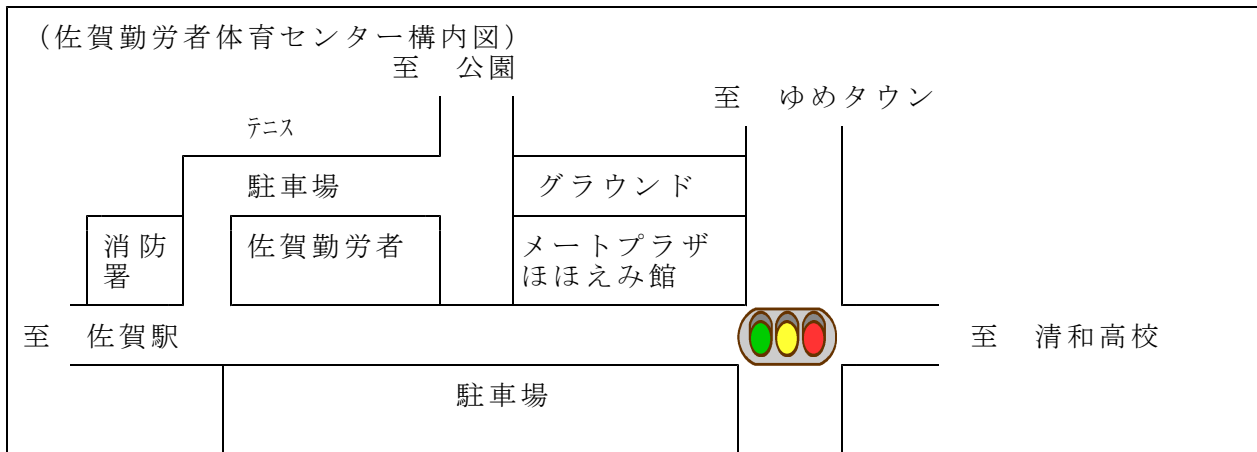 （佐賀勤労者体育センター構内図）
至　公園
至　ゆめタウン
ﾃﾆｽ
駐車場
グラウンド
消防
署
佐賀勤労者
メートプラザ
ほほえみ館
至　佐賀駅
至　清和高校
駐車場